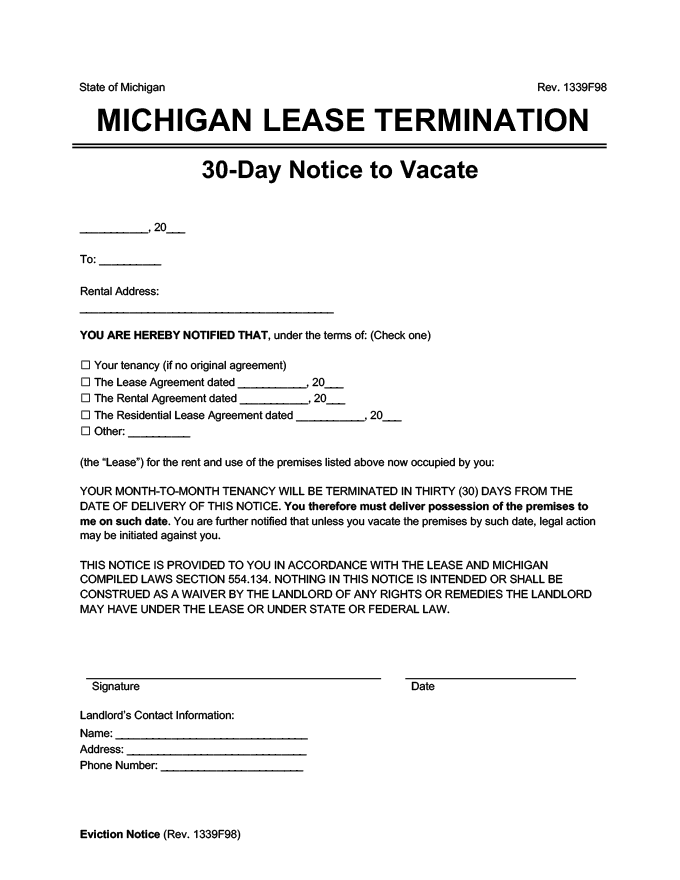 State of Michigan Rev. 1339F98
MICHIGAN LEASE TERMINATION
30-Day Notice to Vacate
___________, 20___
To: __________
Rental Address:
_________________________________________
YOU ARE HEREBY NOTIFIED THAT, under the terms of: (Check one)
☐ Your tenancy (if no original agreement)
☐ The Lease Agreement dated ___________, 20___
☐ The Rental Agreement dated ___________, 20___
☐ The Residential Lease Agreement dated ___________, 20___
☐ Other: __________
(the “Lease”) for the rent and use of the premises listed above now occupied by you:
YOUR MONTH-TO-MONTH TENANCY WILL BE TERMINATED IN THIRTY (30) DAYS FROM THE
DATE OF DELIVERY OF THIS NOTICE. You therefore must deliver possession of the premises to
me on such date. You are further notified that unless you vacate the premises by such date, legal action
may be initiated against you.
THIS NOTICE IS PROVIDED TO YOU IN ACCORDANCE WITH THE LEASE AND MICHIGAN
COMPILED LAWS SECTION 554.134. NOTHING IN THIS NOTICE IS INTENDED OR SHALL BE
CONSTRUED AS A WAIVER BY THE LANDLORD OF ANY RIGHTS OR REMEDIES THE LANDLORD
MAY HAVE UNDER THE LEASE OR UNDER STATE OR FEDERAL LAW.
Signature Date
Landlord’s Contact Information:
Name: _______________________________
Address: _____________________________
Phone Number: _______________________
Eviction Notice (Rev. 1339F98)